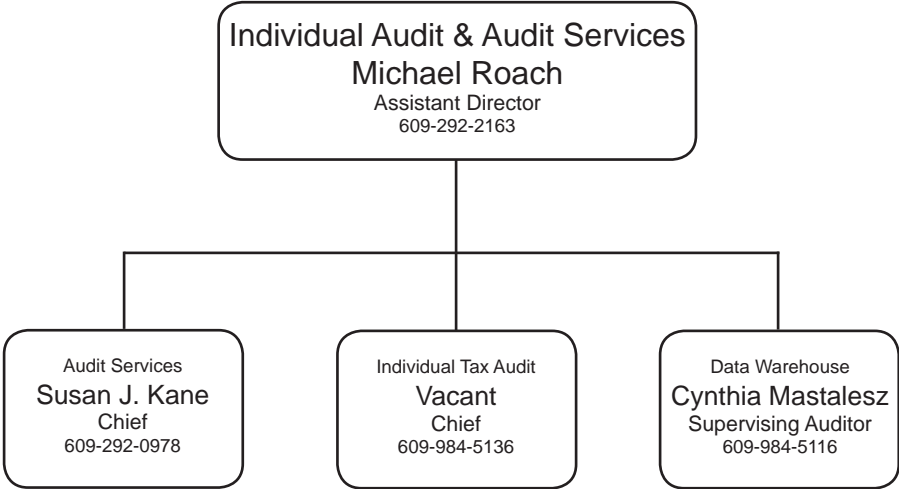 Individual Audit & Audit Services
Michael Roach
Assistant Director
609-292-2163
Audit Services
Susan J. Kane
Chief
609-292-0978
Individual Tax Audit
Vacant
Chief
609-984-5136
Data Warehouse
Cynthia Mastalesz
Supervising Auditor
609-984-5116